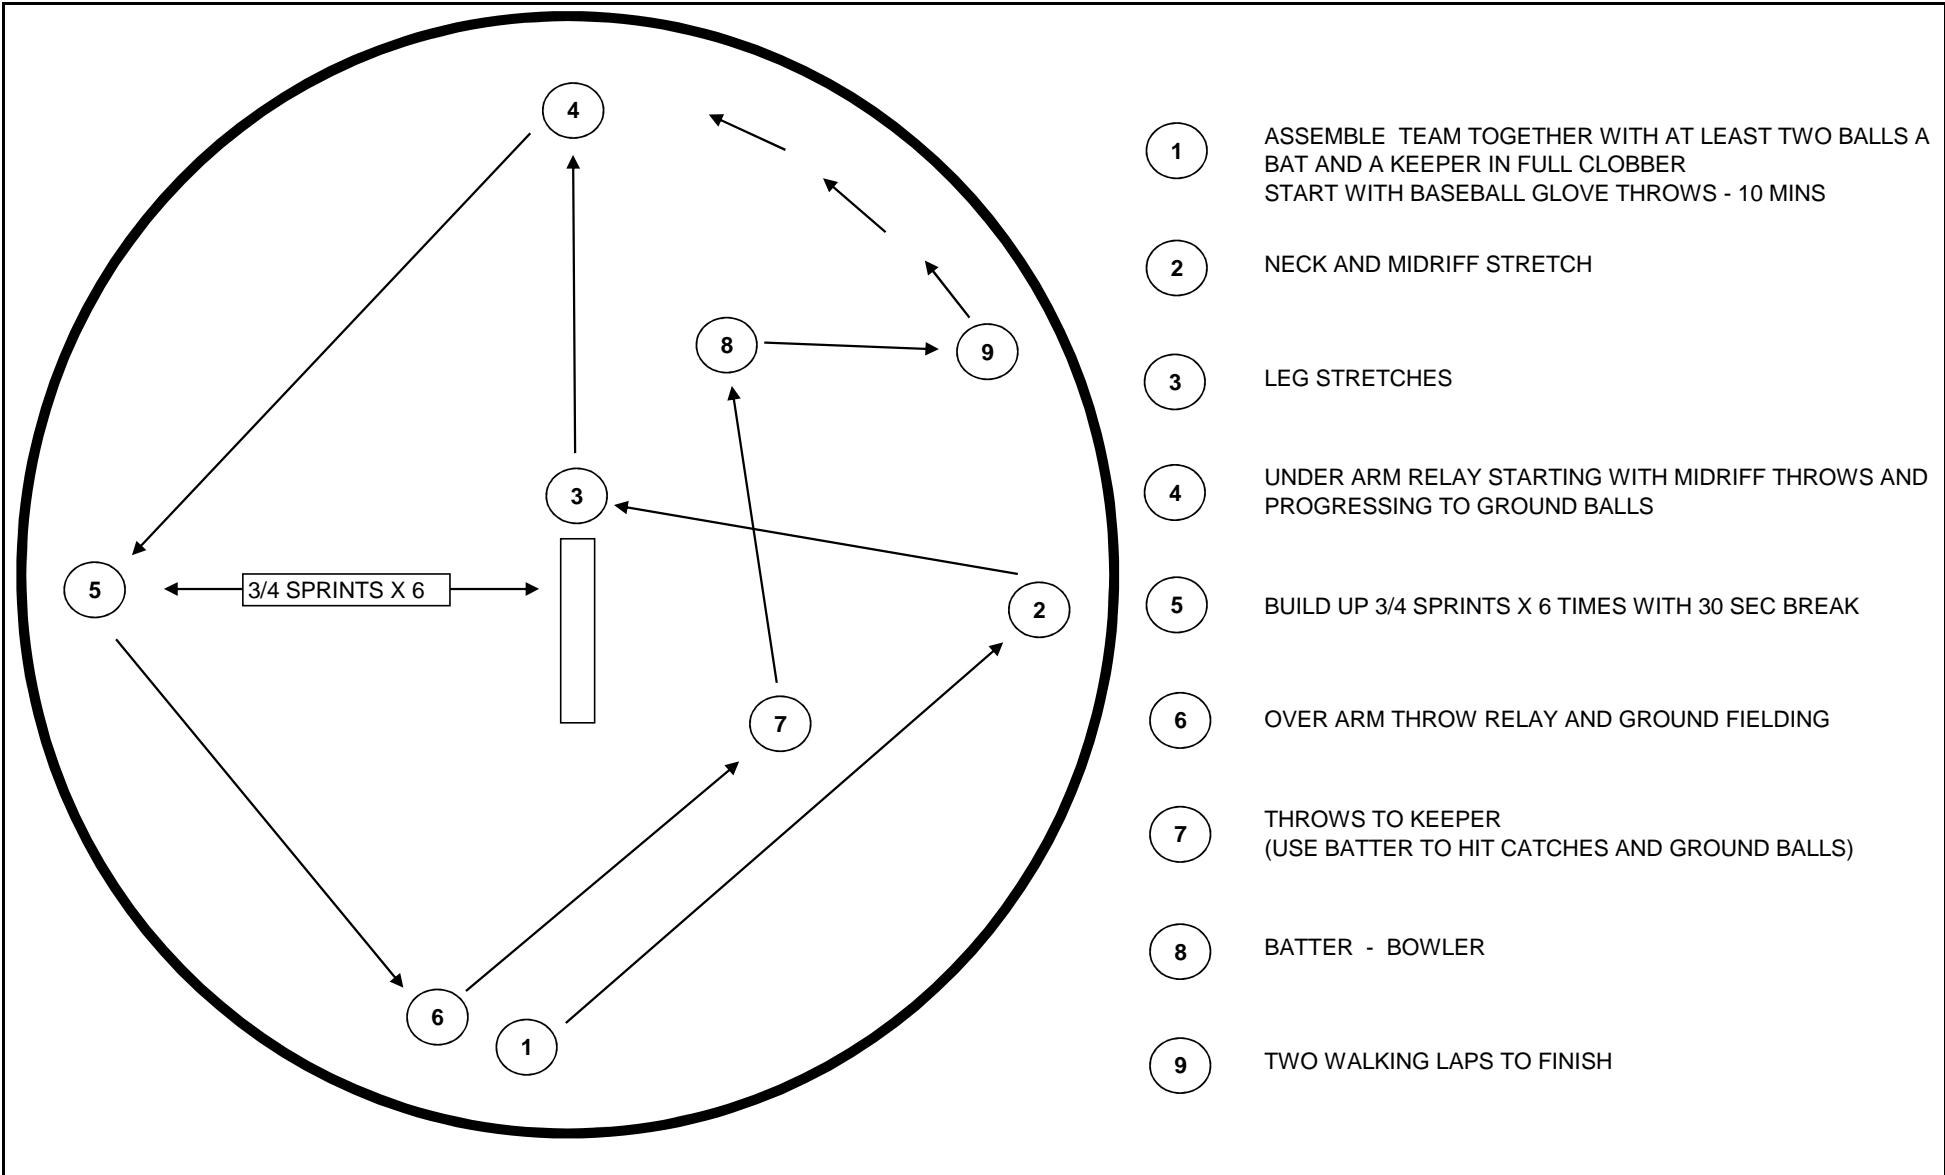 4
8
9
3
3/4 SPRINTS X 6
5
2
7
6
1
1
ASSEMBLE  TEAM TOGETHER WITH AT LEAST TWO BALLS A
BAT AND A KEEPER IN FULL CLOBBER
START WITH BASEBALL GLOVE THROWS - 10 MINS
2
NECK AND MIDRIFF STRETCH
3
LEG STRETCHES
4
UNDER ARM RELAY STARTING WITH MIDRIFF THROWS AND
PROGRESSING TO GROUND BALLS
5
BUILD UP 3/4 SPRINTS X 6 TIMES WITH 30 SEC BREAK
6
OVER ARM THROW RELAY AND GROUND FIELDING
7
THROWS TO KEEPER
(USE BATTER TO HIT CATCHES AND GROUND BALLS)
8
BATTER  -  BOWLER
9
TWO WALKING LAPS TO FINISH